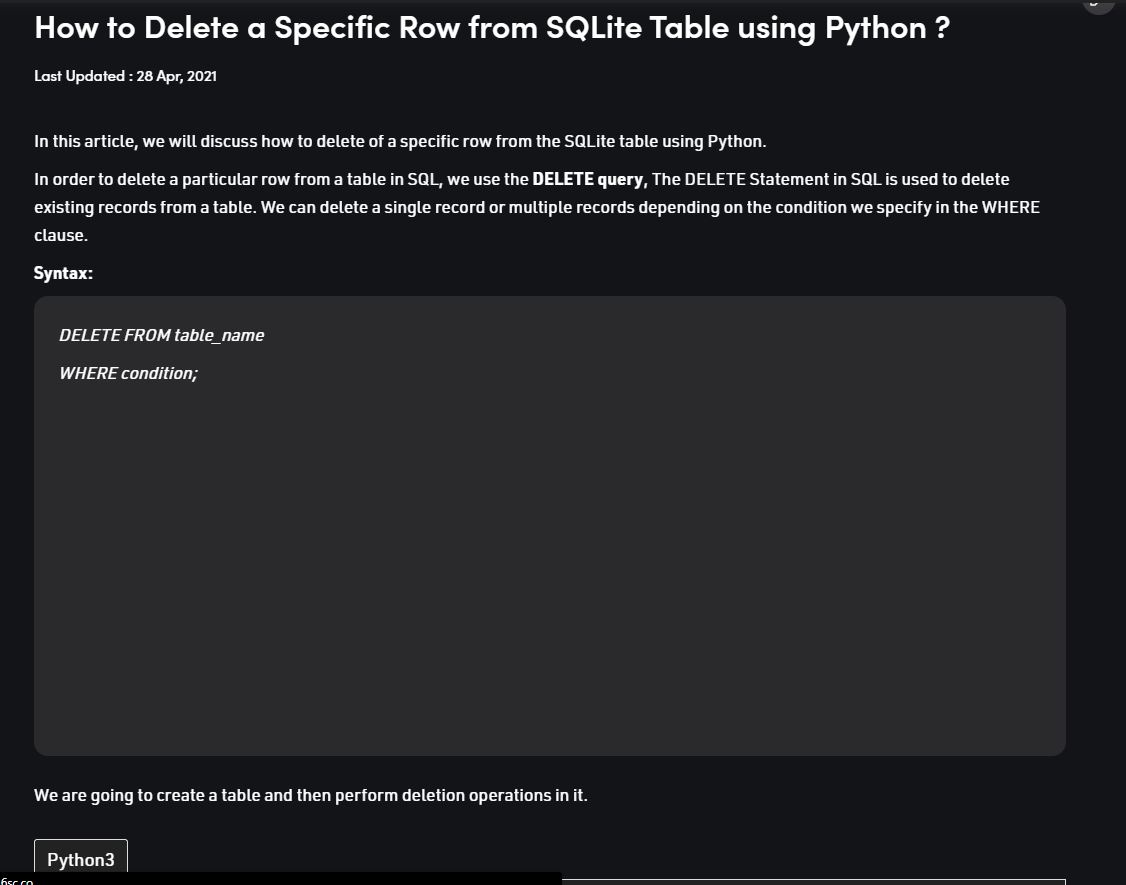 How to Delete a Specific Row from SQLite Table using Python ?
Last Updated : 28 Apr, 2021
In this article, we will discuss how to delete of a specific row from the SQLite table using Python.
In order to delete a particular row from a table in SQL, we use the DELETE query, The DELETE Statement in SQL is used to delete
existing records from a table. We can delete a single record or multiple records depending on the condition we specify in the WHERE
clause.
Syntax:
DELETE FROM table_name
WHERE condition;
We are going to create a table and then perform deletion operations in it.
Python3
6sc.co